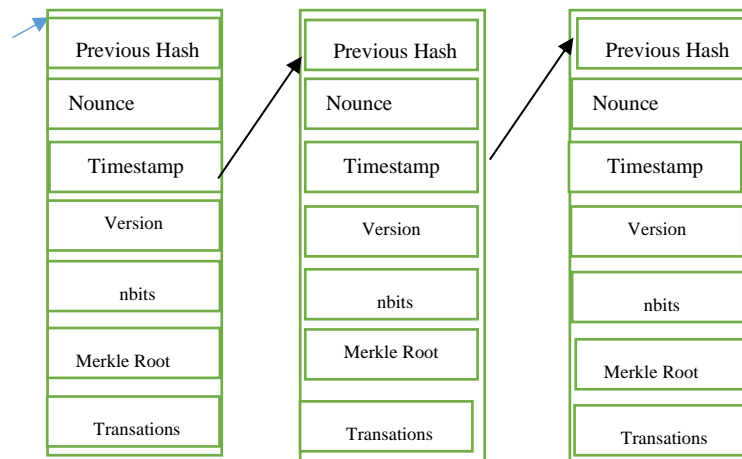 Previous Hash
Nounce
Timestamp
Version
nbits
Merkle Root
Transations
Previous Hash
Nounce
Timestamp
Version
nbits
Merkle Root
Transations
Previous Hash
Nounce
Timestamp
Version
nbits
Merkle Root
Transations